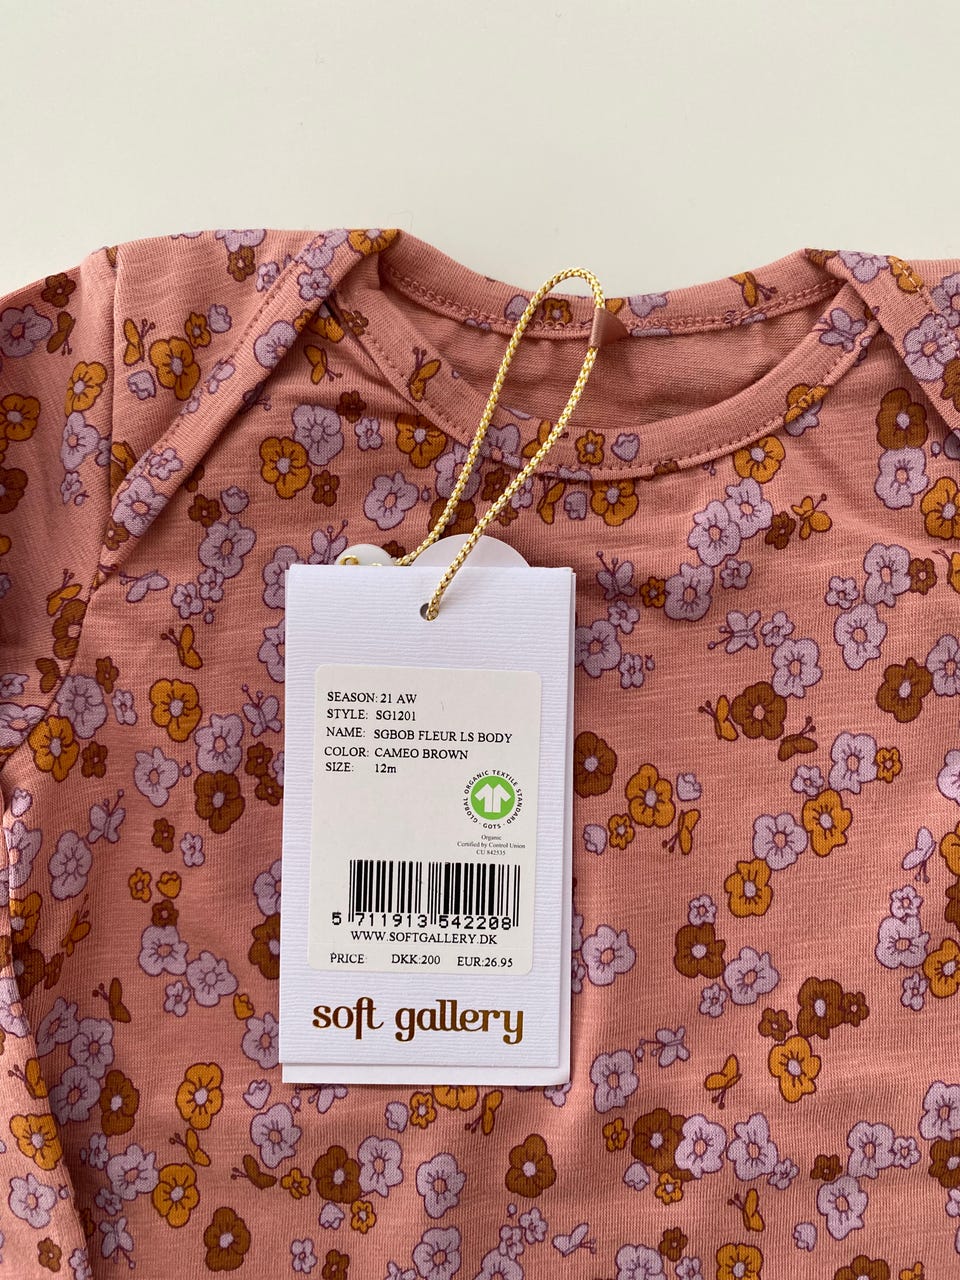 SEASON: 21 AW
STYLE: SG1201
NAME: SGBOB FLEUR LS BODY
COLOR: CAMEO BROWN
SIZE: 12m
GLOBAL ORGANIC TEXTILE STANDARD · GOTS ·
Organic
Certified by Control Union
CU 842535
5 711913 542208
WWW.SOFTGALLERY.DK
PRICE: DKK:200 EUR:26.95
soft gallery